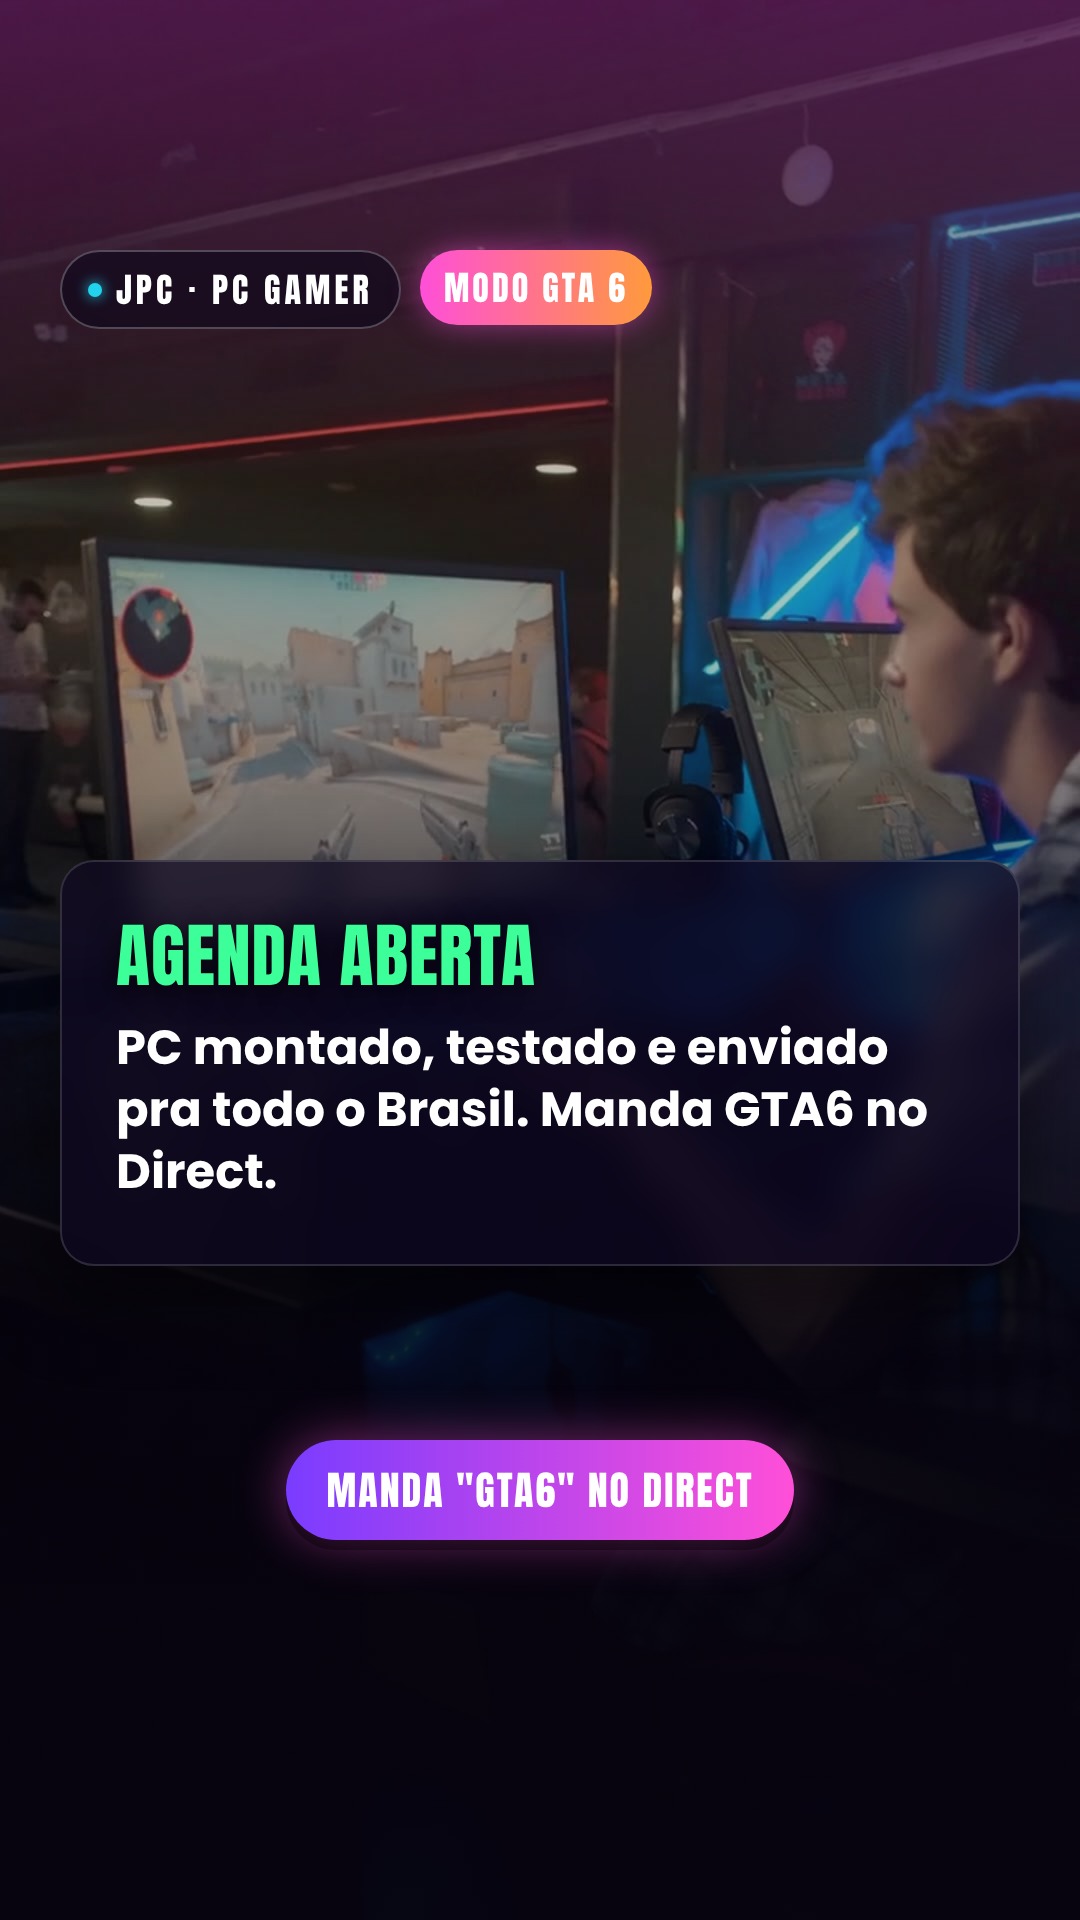 JPC · PC GAMER
MODO GTA 6
AGENDA ABERTA
PC montado, testado e enviado
pra todo o Brasil. Manda GTA6 no
Direct.
MANDA "GTA6" NO DIRECT